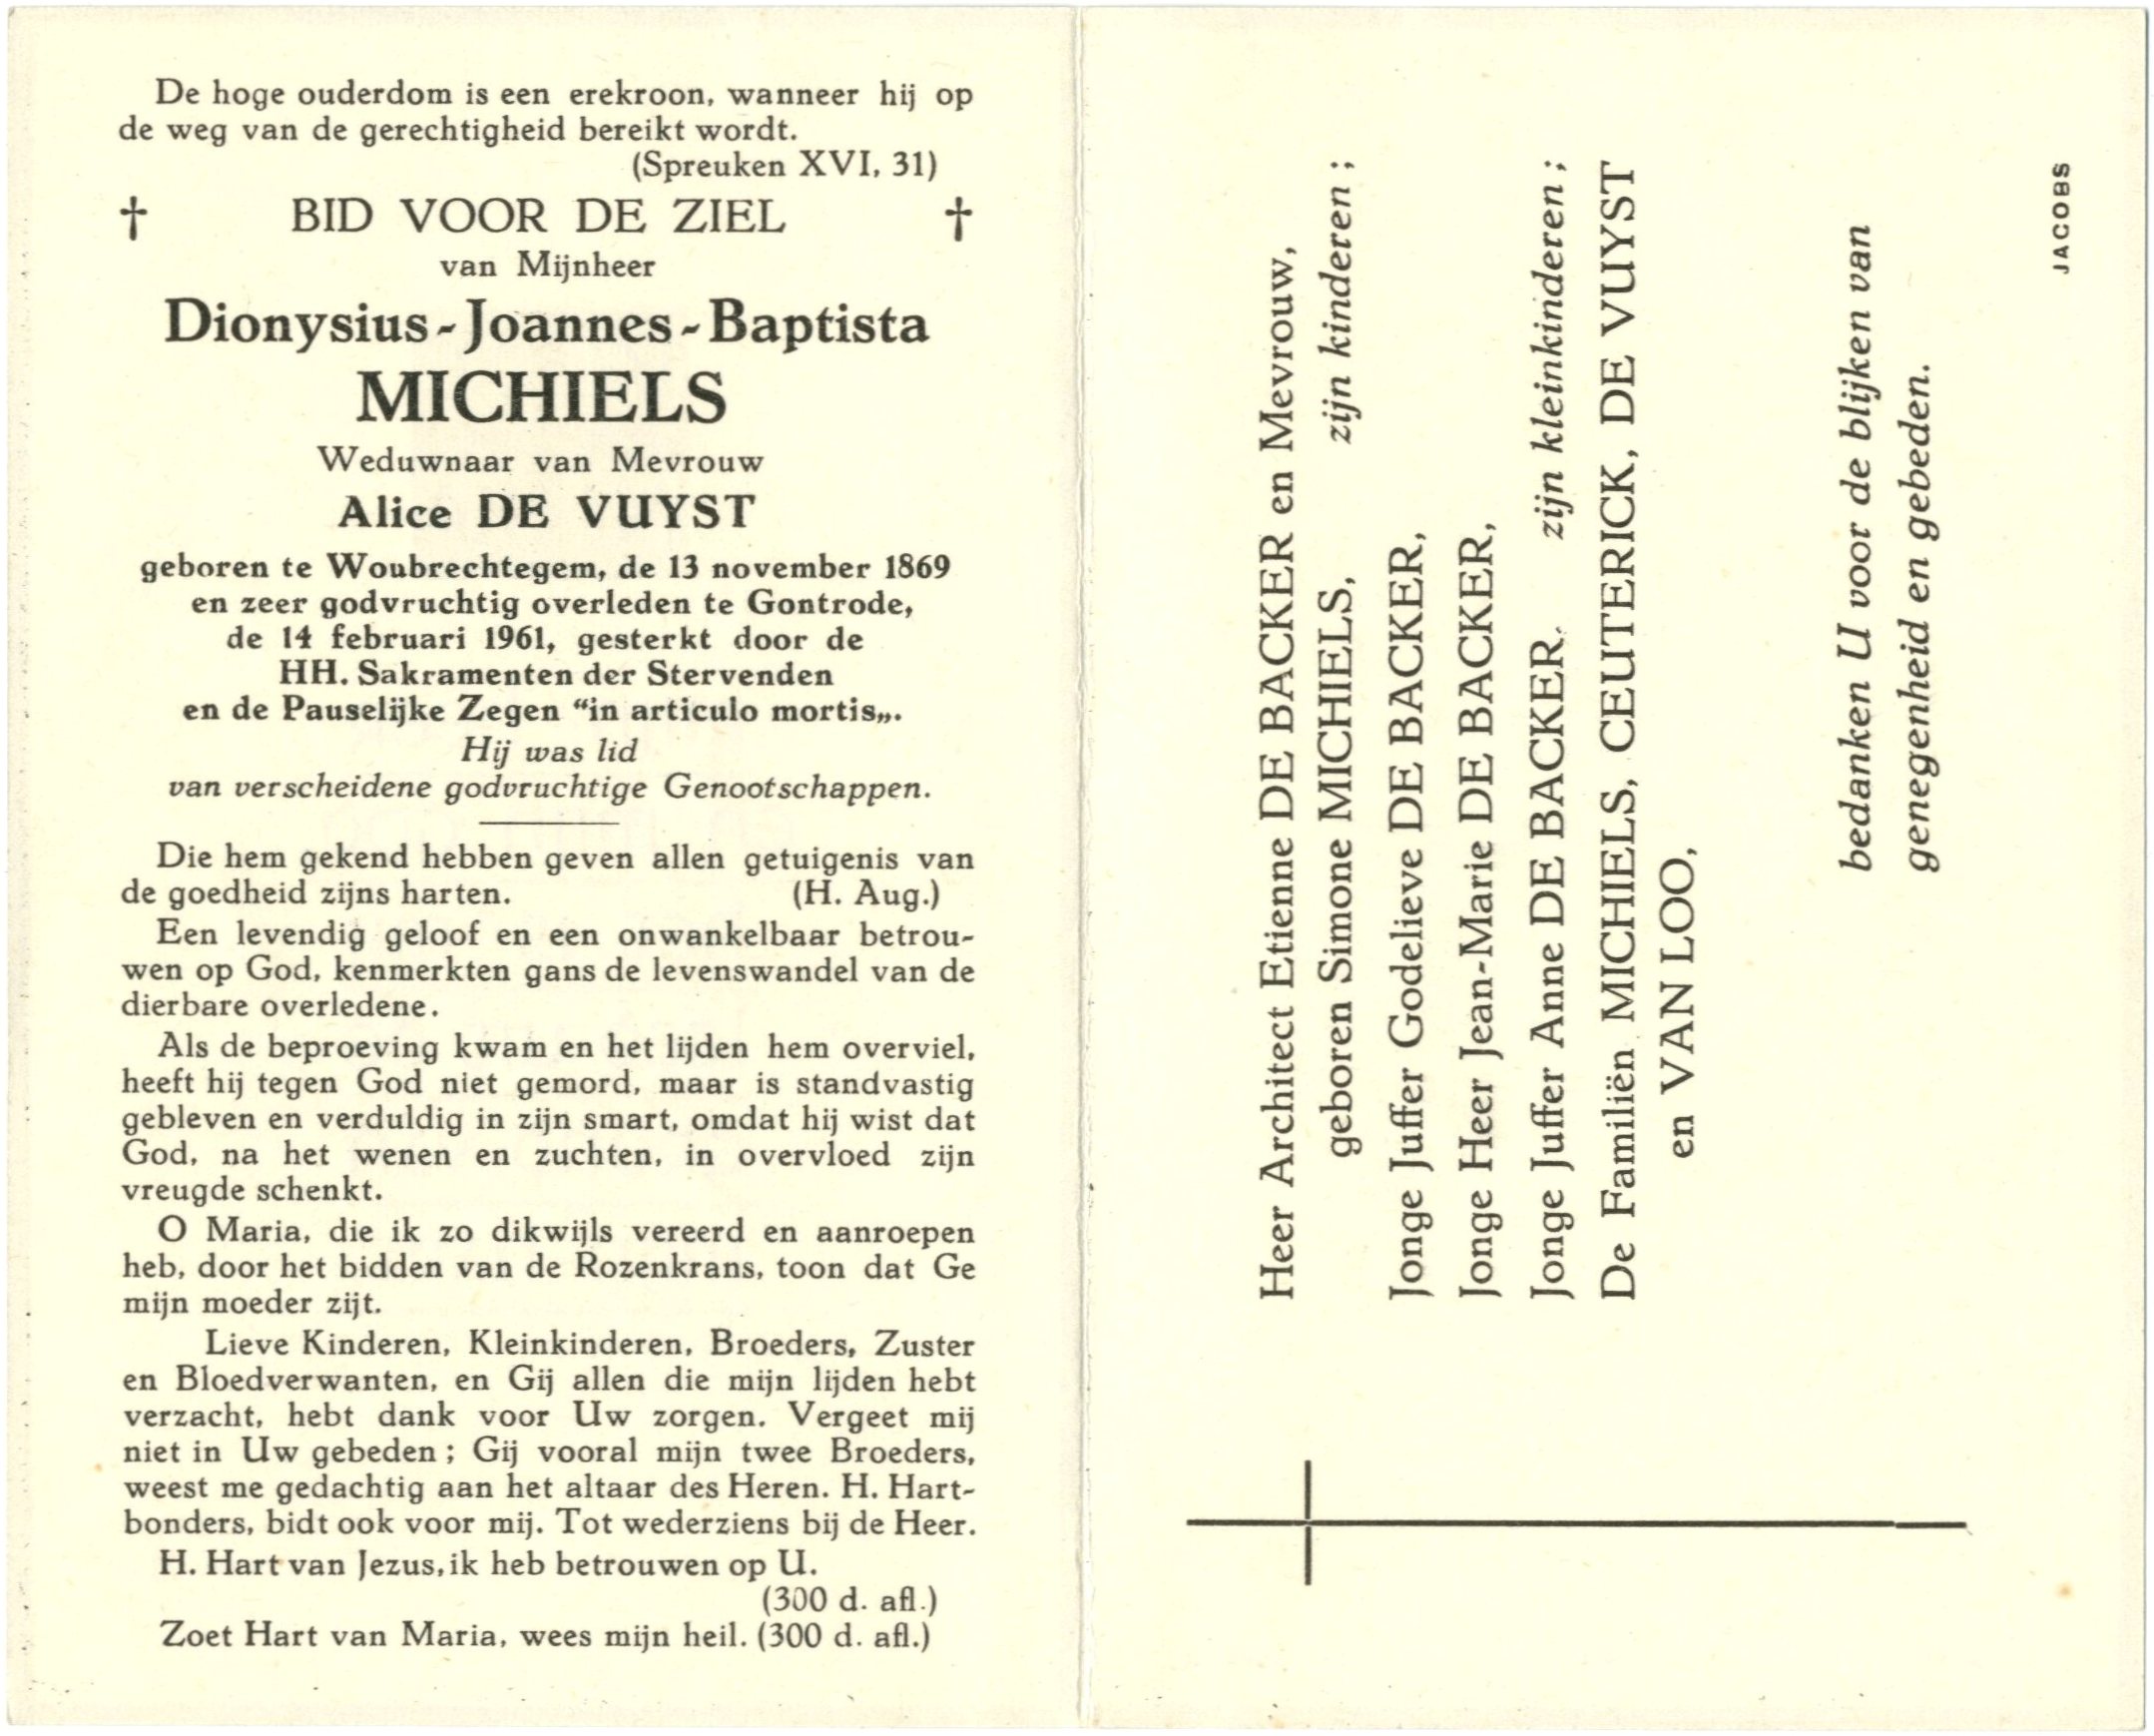 De hoge ouderdom is een erekroon, wanneer hij op
de weg van de gerechtigheid bereikt wordt.
(Spreuken XVI, 31)
† BID VOOR DE ZIEL †
van Mijnheer
Dionysius-Joannes-Baptista
MICHIELS
Weduwnaar van Mevrouw
Alice DE VUYST
geboren te Woubrechtegem, de 13 november 1869
en zeer godvruchtig overleden te Gontrode,
de 14 februari 1961, gesterkt door de
HH. Sakramenten der Stervenden
en de Pauselijke Zegen “in articulo mortis„.
Hij was lid
van verscheidene godvruchtige Genootschappen.
Die hem gekend hebben geven allen getuigenis van
de goedheid zijns harten. (H. Aug.)
Een levendig geloof en een onwankelbaar betrou-
wen op God, kenmerkten gans de levenswandel van de
dierbare overledene.
Als de beproeving kwam en het lijden hem overviel,
heeft hij tegen God niet gemord, maar is standvastig
gebleven en verduldig in zijn smart, omdat hij wist dat
God, na het wenen en zuchten, in overvloed zijn
vreugde schenkt.
O Maria, die ik zo dikwijls vereerd en aanroepen
heb, door het bidden van de Rozenkrans, toon dat Ge
mijn moeder zijt.
Lieve Kinderen, Kleinkinderen, Broeders, Zuster
en Bloedverwanten, en Gij allen die mijn lijden hebt
verzacht, hebt dank voor Uw zorgen. Vergeet mij
niet in Uw gebeden ; Gij vooral mijn twee Broeders,
weest me gedachtig aan het altaar des Heren. H. Hart-
bonders, bidt ook voor mij. Tot wederziens bij de Heer.
H. Hart van Jezus, ik heb betrouwen op U.
(300 d. afl.)
Zoet Hart van Maria, wees mijn heil. (300 d. afl.)
Heer Architect Etienne DE BACKER en Mevrouw,
geboren Simone MICHIELS, zijn kinderen ;
Jonge Juffer Godelieve DE BACKER,
Jonge Heer Jean-Marie DE BACKER,
Jonge Juffer Anne DE BACKER. zijn kleinkinderen ;
De Familiën MICHIELS, CEUTERICK, DE VUYST
en VAN LOO,
bedanken U voor de blijken van
genegenheid en gebeden.
JACOBS